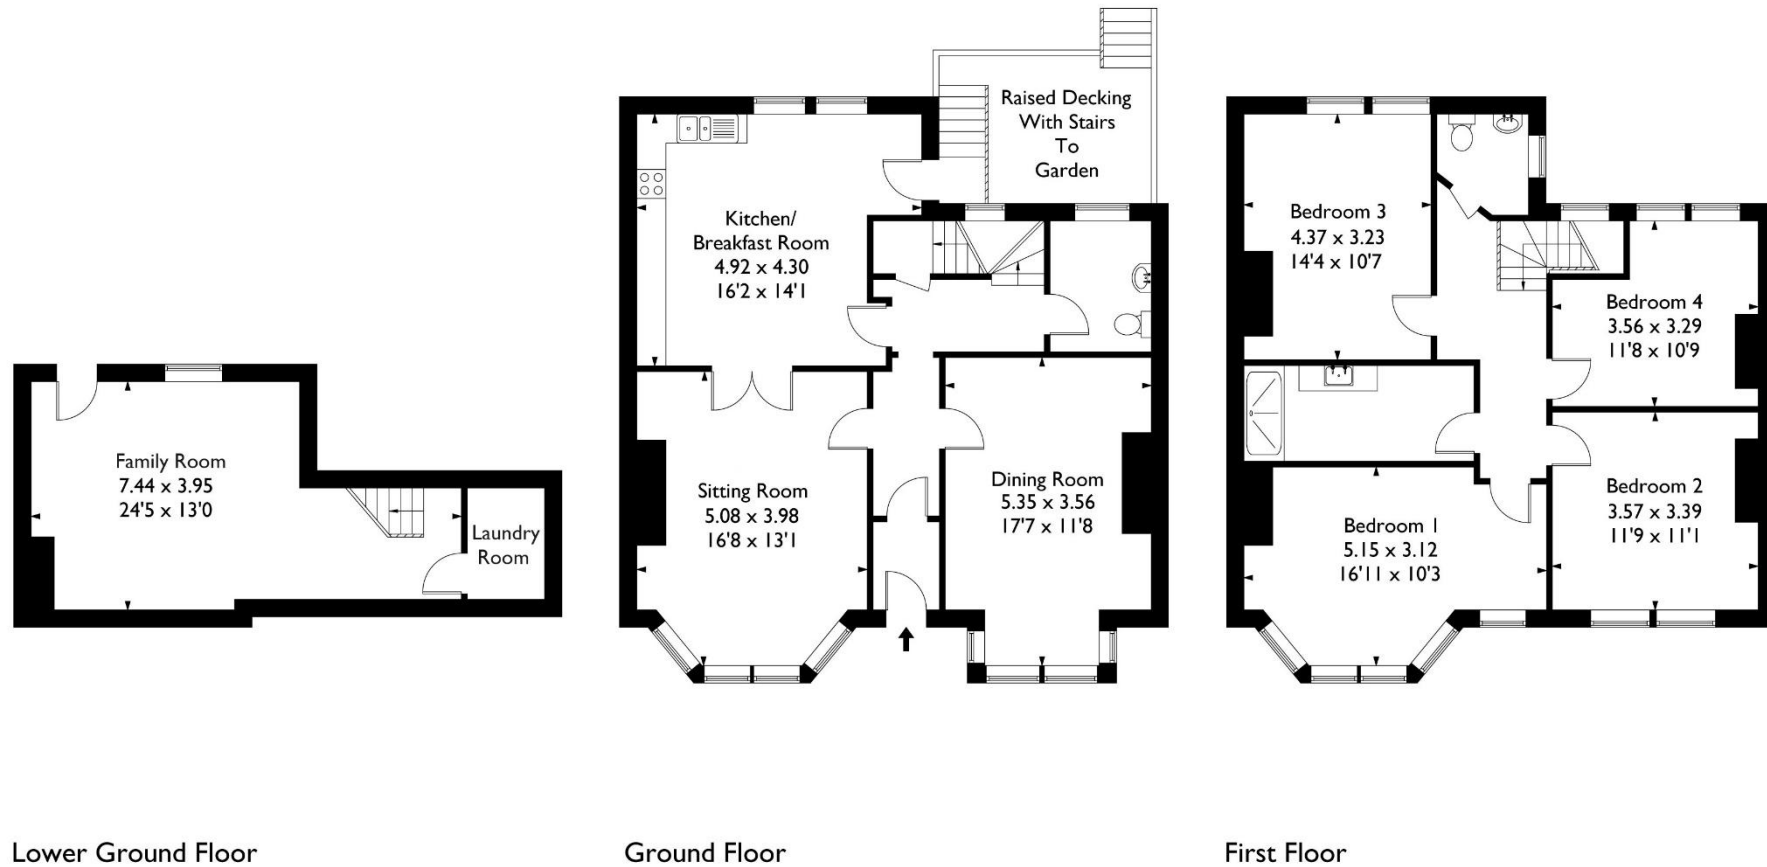 Raised Decking
With Stairs
To
Garden
Kitchen/
Breakfast Room
4.92 x 4.30
16'2 x 14'1
Bedroom 3
4.37 x 3.23
14'4 x 10'7
Bedroom 4
3.56 x 3.29
11'8 x 10'9
Family Room
7.44 x 3.95
24'5 x 13'0
Laundry
Room
Sitting Room
5.08 x 3.98
16'8 x 13'1
Dining Room
5.35 x 3.56
17'7 x 11'8
Bedroom 1
5.15 x 3.12
16'11 x 10'3
Bedroom 2
3.57 x 3.39
11'9 x 11'1
Lower Ground Floor
Ground Floor
First Floor